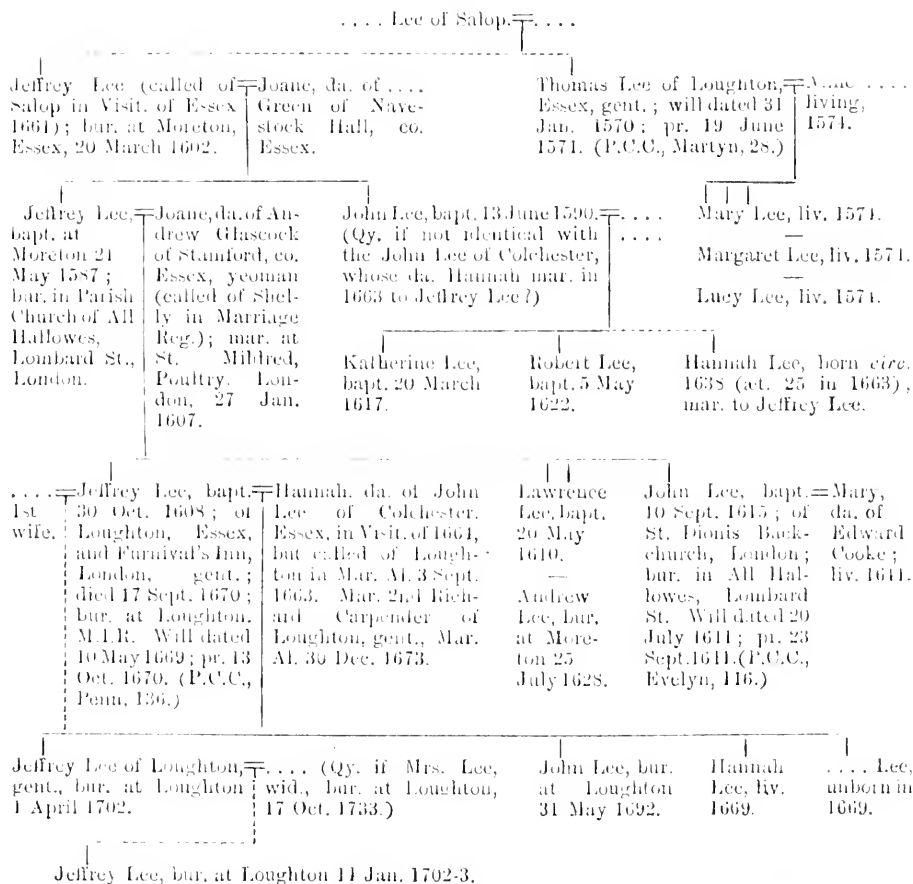 .... Lee of Salop. = ....
Jeffrey Lee (called of
Salop in Visit. of Essex
1664); bur. at Moreton,
Essex, 20 March 1602.
= Joane, da. of ....
Green of Nave-
stock Hall, co.
Essex.
Thomas Lee of Loughton,
Essex, gent.; will dated 31
Jan. 1570; pr. 19 June
1571. (P.C.C., Martyn, 28.)
= ....
living,
1574.
Jeffrey Lee,
bapt. at
Moreton 21
May 1587;
bur. in Parish
Church of All
Hallowes,
Lombard St.,
London.
= Joane, da. of An-
drew Glascock
of Stamford, co.
Essex, yeoman
(called of Shel-
ly in Marriage
Reg.); mar. at
St. Mildred,
Poultry, Lon-
don, 27 Jan.
1607.
John Lee, bapt. 13 June 1590.
(Qy. if not identical with
the John Lee of Colchester,
whose da. Hannah mar. in
1663 to Jeffrey Lee?)
= ....
....
Mary Lee, liv. 1574.
—
Margaret Lee, liv. 1574.
—
Lucy Lee, liv. 1574.
Katherine Lee,
bapt. 20 March
1617.
Robert Lee,
bapt. 5 May
1622.
Hannah Lee, born circ.
1638 (æt. 25 in 1663),
mar. to Jeffrey Lee.
....
1st
wife.
= Jeffrey Lee, bapt.
30 Oct. 1608; of
Loughton, Essex,
and Furnival's Inn,
London, gent.;
died 17 Sept. 1670;
bur. at Loughton.
M.I.R. Will dated
10 May 1669; pr. 13
Oct. 1670. (P.C.C.,
Penn, 136.)
= Hannah, da. of John
Lee of Colchester,
Essex, in Visit. of 1664,
but called of Lough-
ton in Mar. Al. 3 Sept.
1663. Mar. 2nd Rich-
ard Carpender of
Loughton, gent., Mar.
Al. 30 Dec. 1673.
Lawrence
Lee, bapt.
20 May
1610.
—
Andrew
Lee, bur.
at More-
ton 25
July 1628.
John Lee, bapt.
10 Sept. 1615; of
St. Dionis Back-
church, London;
bur. in All Hal-
lowes, Lombard
St. Will dated 20
July 1641; pr. 23
Sept. 1641. (P.C.C.,
Evelyn, 116.)
= Mary,
da. of
Edward
Cooke;
liv. 1641.
Jeffrey Lee of Loughton,
gent., bur. at Loughton
1 April 1702.
= .... (Qy. if Mrs. Lee,
wid., bur. at Loughton,
17 Oct. 1733.)
John Lee, bur.
at Loughton
31 May 1692.
Hannah
Lee, liv.
1669.
.... Lee,
unborn in
1669.
Jeffrey Lee, bur. at Loughton 14 Jan. 1702-3.